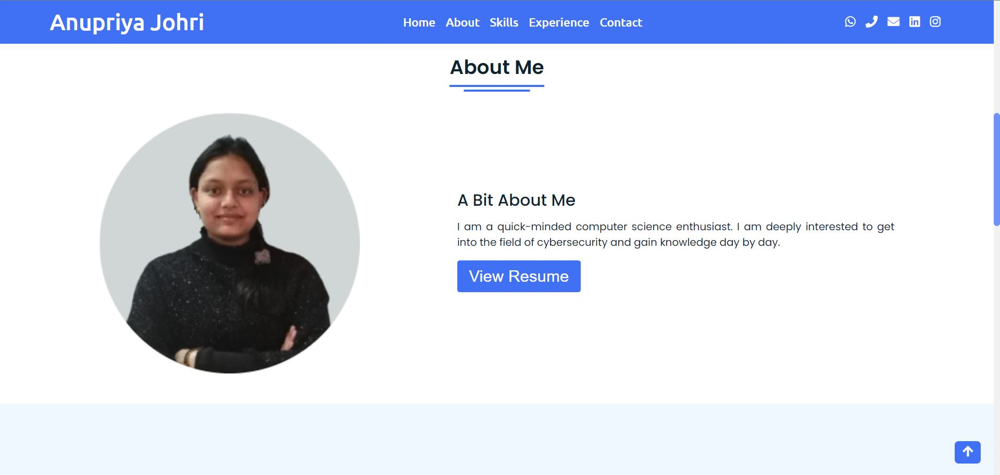 Anupriya Johri
Home About Skills Experience Contact
About Me
A Bit About Me
I am a quick-minded computer science enthusiast. I am deeply interested to get
into the field of cybersecurity and gain knowledge day by day.
View Resume